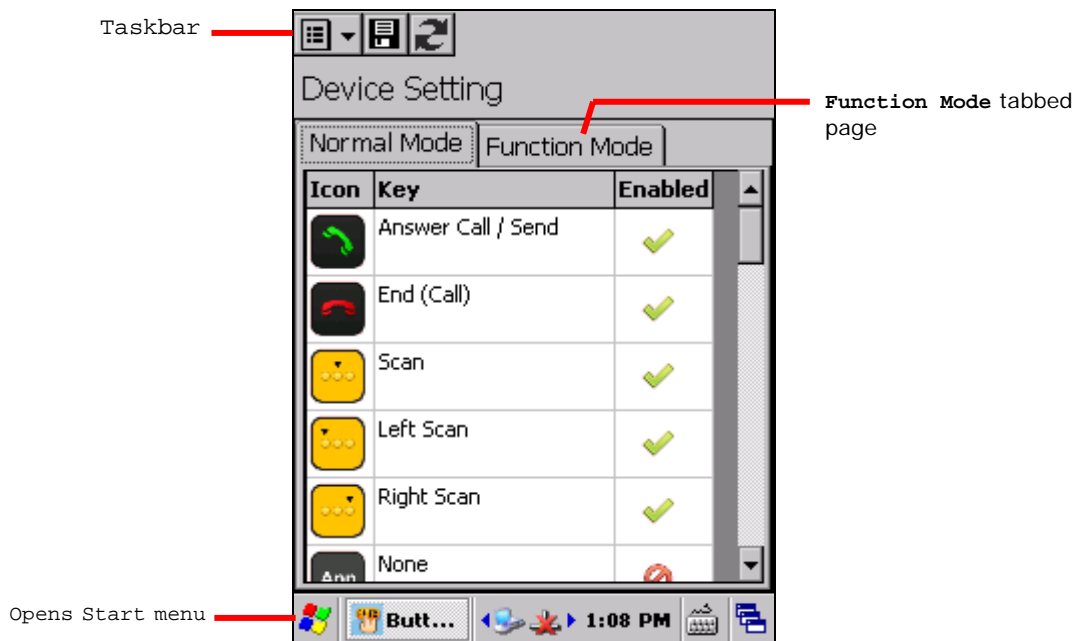 Taskbar
Device Setting
Function Mode tabbed
page
Normal Mode Function Mode
Icon Key Enabled
Answer Call / Send
End (Call)
Scan
Left Scan
Right Scan
None
App
Opens Start menu
Butt... 1:08 PM